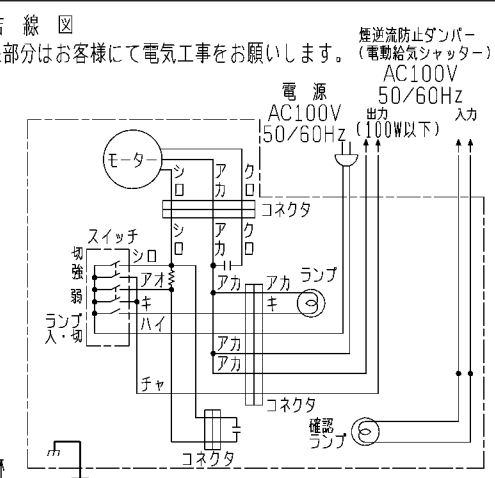 線 図
部分はお客様にて電気工事をお願いします。
煙逆流防止ダンパー
(電動給気シャッター)
AC100V
50/60Hz
出力
入力
(100W以下)
電 源
AC100V
50/60Hz
モーター
シロ
アカ
クロ
コネクタ
シロ
アカ
クロ
スイッチ
切
強
弱
ランプ
入・切
シロ
アオ
キ
ハイ
チャ
アカ
アカ
キ
ランプ
アカ
アカ
コネクタ
コネクタ
確認
ランプ